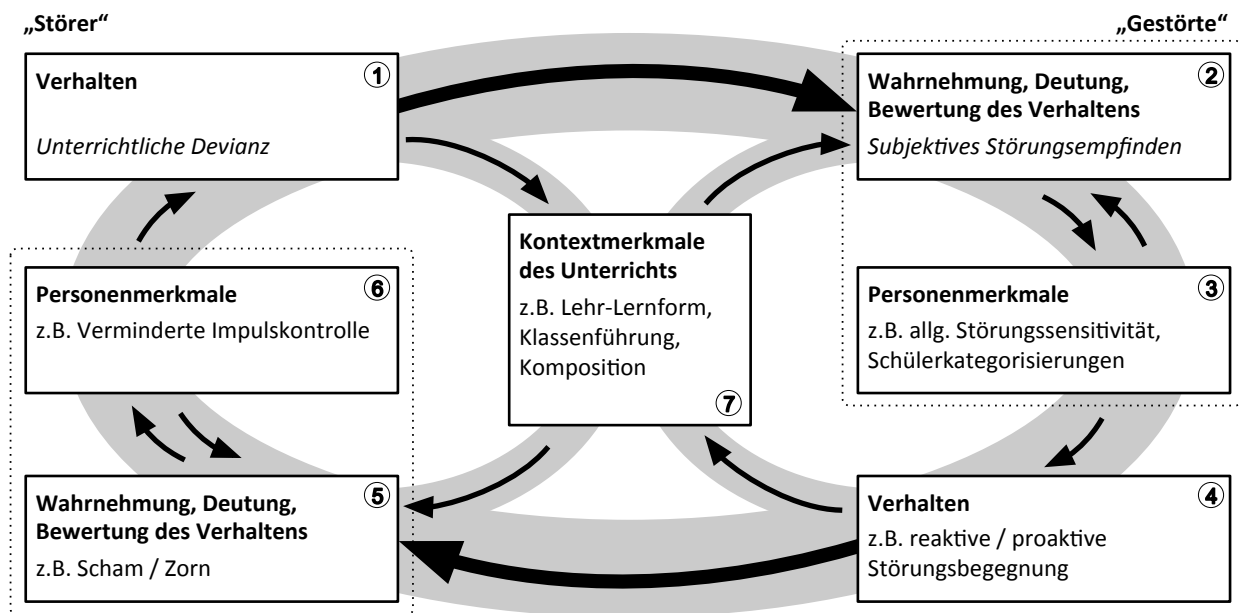 „Störer“
„Gestörte“
Verhalten
①
Unterrichtliche Devianz
Wahrnehmung, Deutung,
②
Bewertung des Verhaltens
Subjektives Störungsempfinden
Kontextmerkmale
des Unterrichts
z.B. Lehr-Lernform,
Klassenführung,
Komposition
⑦
Personenmerkmale
⑥
z.B. Verminderte Impulskontrolle
Personenmerkmale
③
z.B. allg. Störungssensitivität,
Schülerkategorisierungen
Wahrnehmung, Deutung,
⑤
Bewertung des Verhaltens
z.B. Scham / Zorn
Verhalten
④
z.B. reaktive / proaktive
Störungsbegegnung